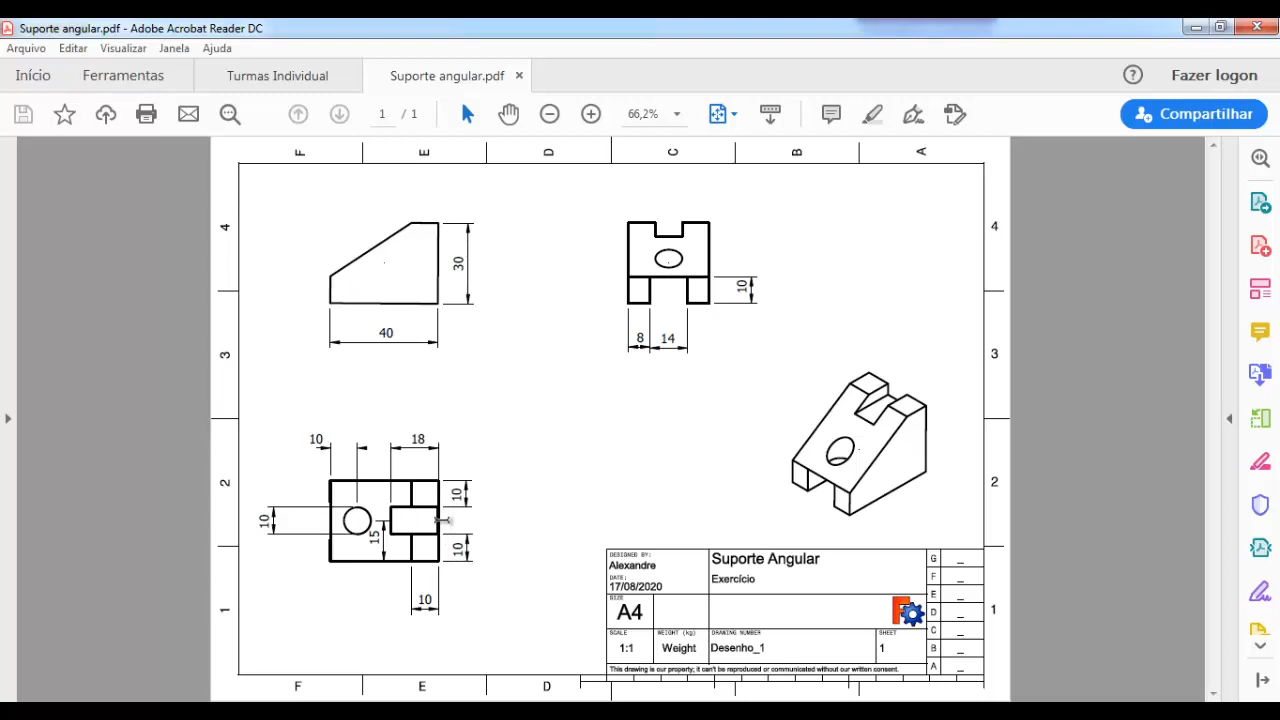 Suporte angular.pdf - Adobe Acrobat Reader DC
Arquivo Editar Visualizar Janela Ajuda
Início Ferramentas Turmas Individual Suporte angular.pdf × ? Fazer logon
1 / 1 66,2% Compartilhar
F E D C B A
4 4
30
10
40
8 14
3 3
10 18
2 2
10
10
15
10
10
1 1
DESIGNED BY:
Alexandre
DATE:
17/08/2020
SIZE
A4
Suporte Angular
Exercício
SCALE
1:1
WEIGHT (kg)
Weight
DRAWING NUMBER
Desenho_1
SHEET
1
G _
F _
E _
D _
C _
B _
A _
This drawing is our property; it can't be reproduced or communicated without our written consent.
F E D C B A